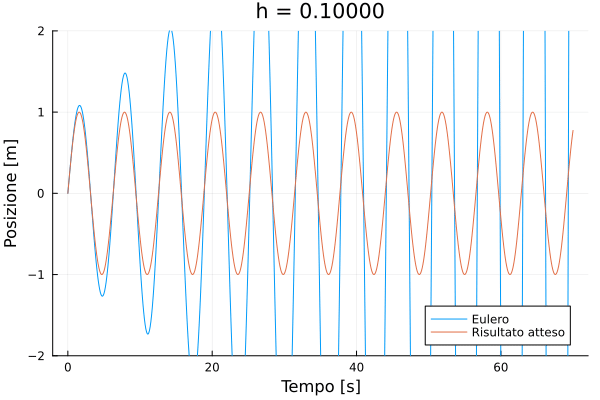 h = 0.10000
Posizione [m]
2
1
0
−1
−2
0
20
40
60
Tempo [s]
Eulero
Risultato atteso